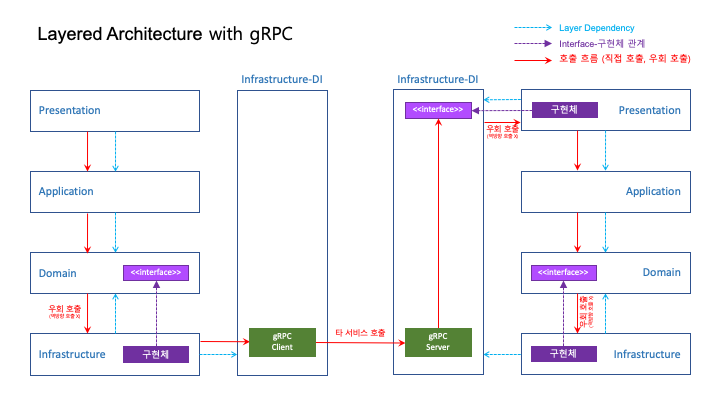 Layered Architecture with gRPC
Layer Dependency
Interface-구현체 관계
호출 흐름 (직접 호출, 우회 호출)
Infrastructure-DI
Infrastructure-DI
Presentation
<<interface>>
구현체
Presentation
우회 호출
(역방향 호출 X)
Application
Application
Domain
<<interface>>
<<interface>>
Domain
우회 호출
(역방향 호출 X)
우회 호출
(역방향 호출 X)
타 서비스 호출
gRPC
Client
gRPC
Server
Infrastructure
구현체
구현체
Infrastructure